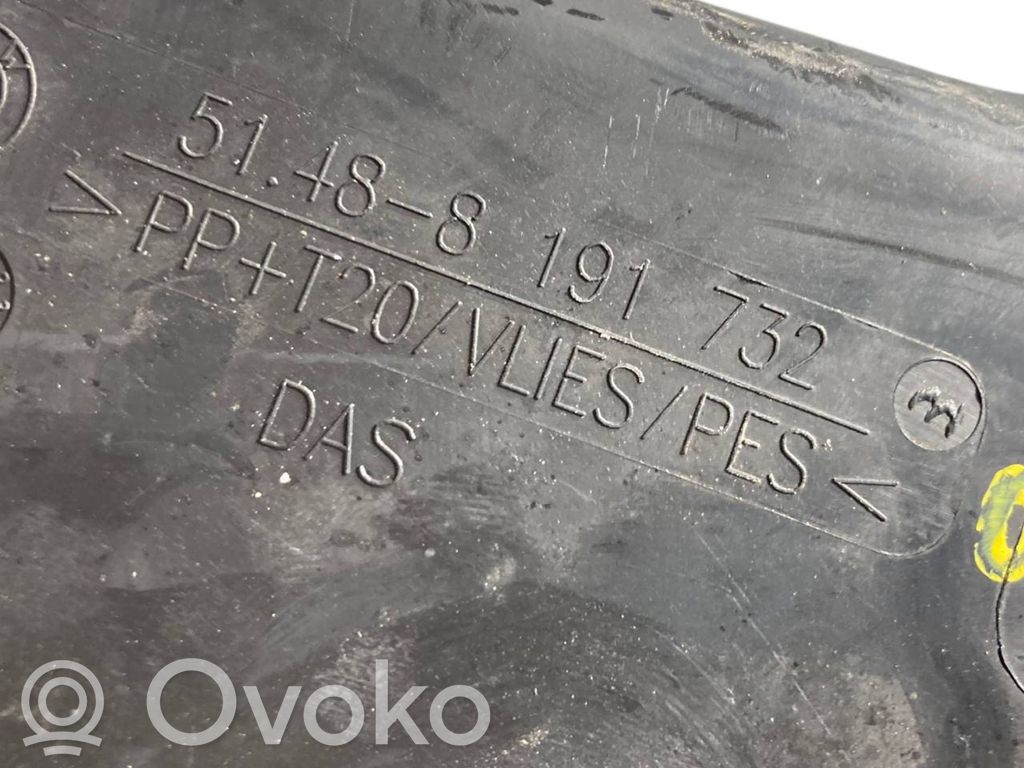 51.48-8 191 732
>PP+T20/VLIES/PES<
DAS
Ovoko